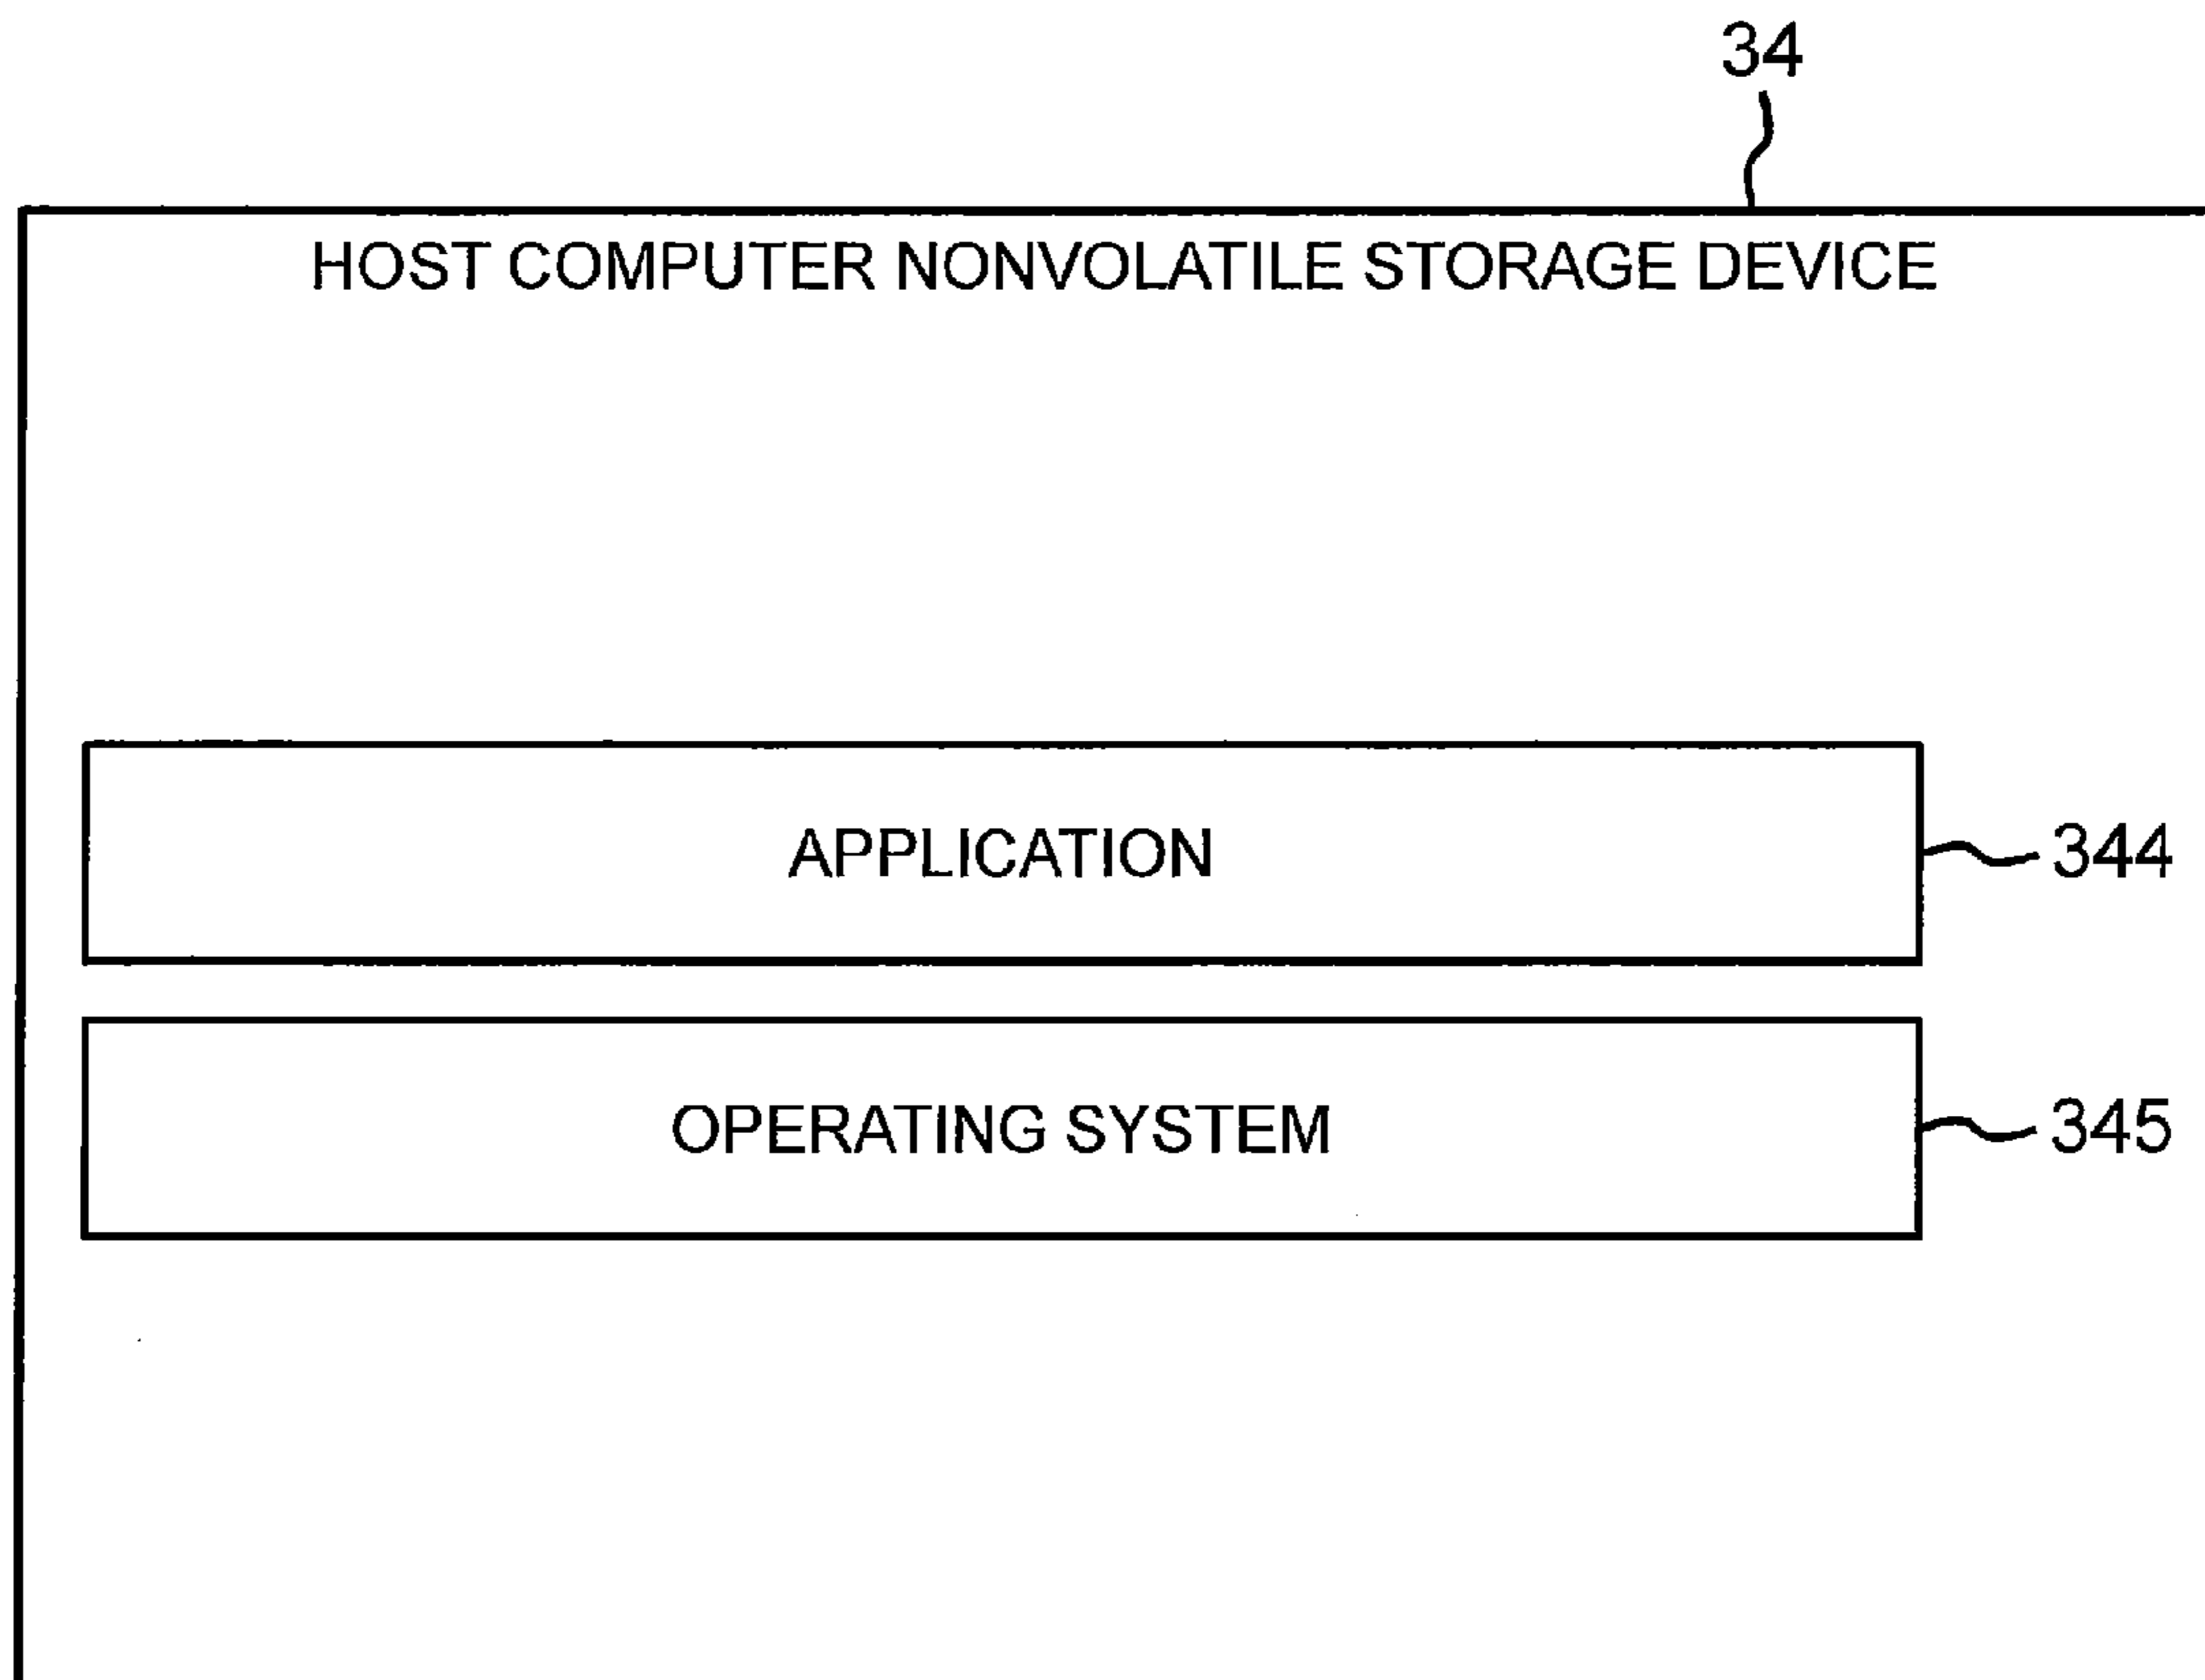 34
HOST COMPUTER NONVOLATILE STORAGE DEVICE
APPLICATION
344
OPERATING SYSTEM
345